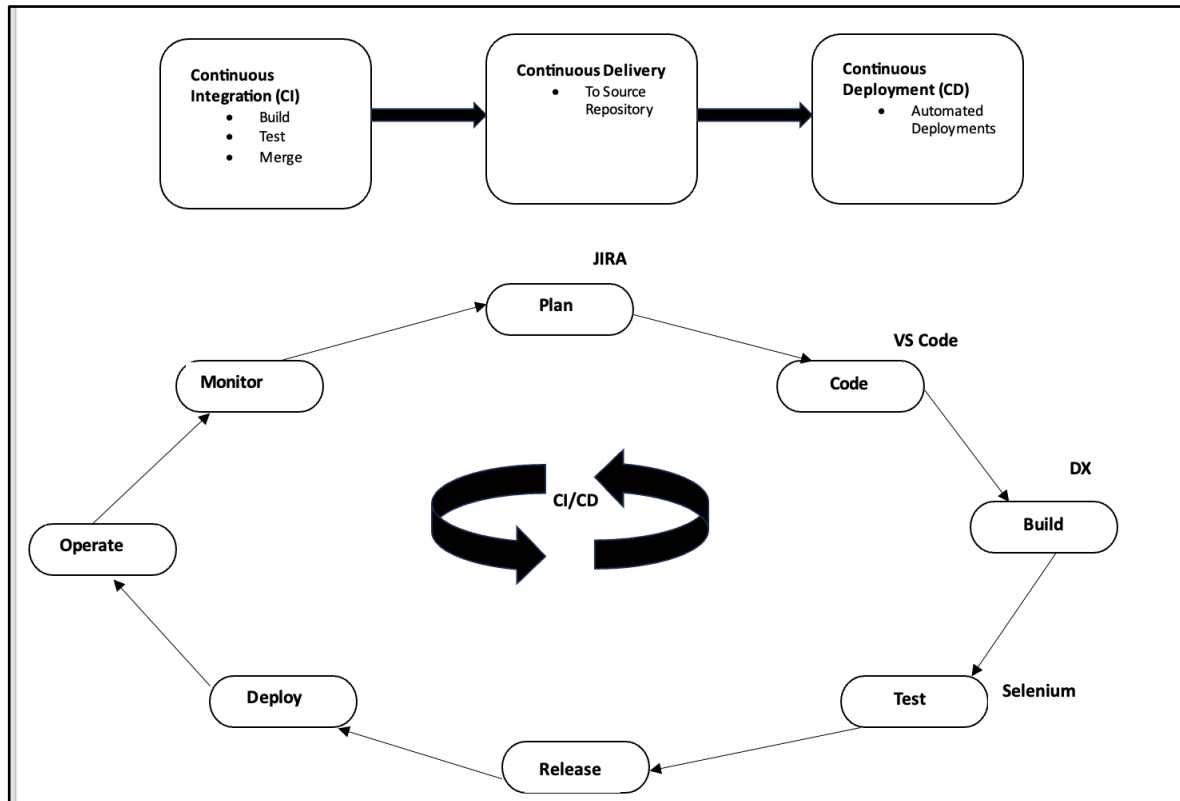 Continuous
Integration (CI)
• Build
• Test
• Merge
Continuous Delivery
• To Source
Repository
Continuous
Deployment (CD)
• Automated
Deployments
JIRA
Plan
VS Code
Code
DX
Build
Selenium
Test
Release
Deploy
Operate
Monitor
CI/CD